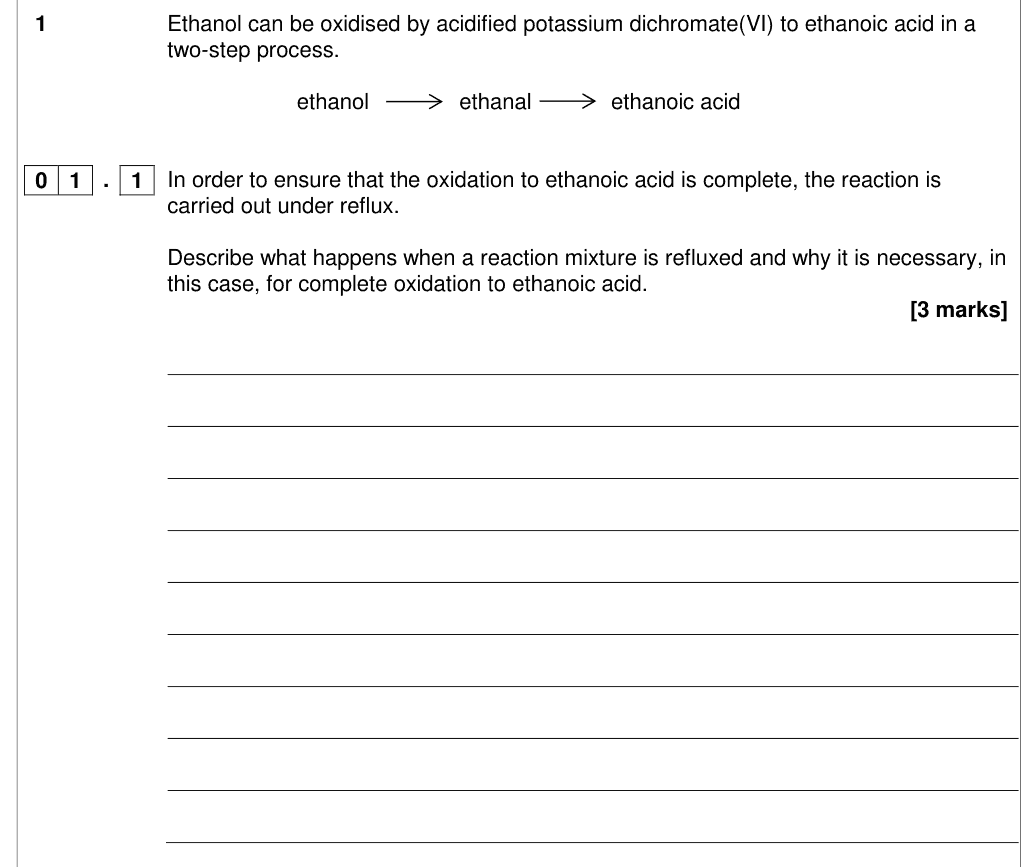 1 Ethanol can be oxidised by acidified potassium dichromate(VI) to ethanoic acid in a
two-step process.
ethanol ⟶ ethanal ⟶ ethanoic acid
0 1 . 1 In order to ensure that the oxidation to ethanoic acid is complete, the reaction is
carried out under reflux.
Describe what happens when a reaction mixture is refluxed and why it is necessary, in
this case, for complete oxidation to ethanoic acid.
[3 marks]